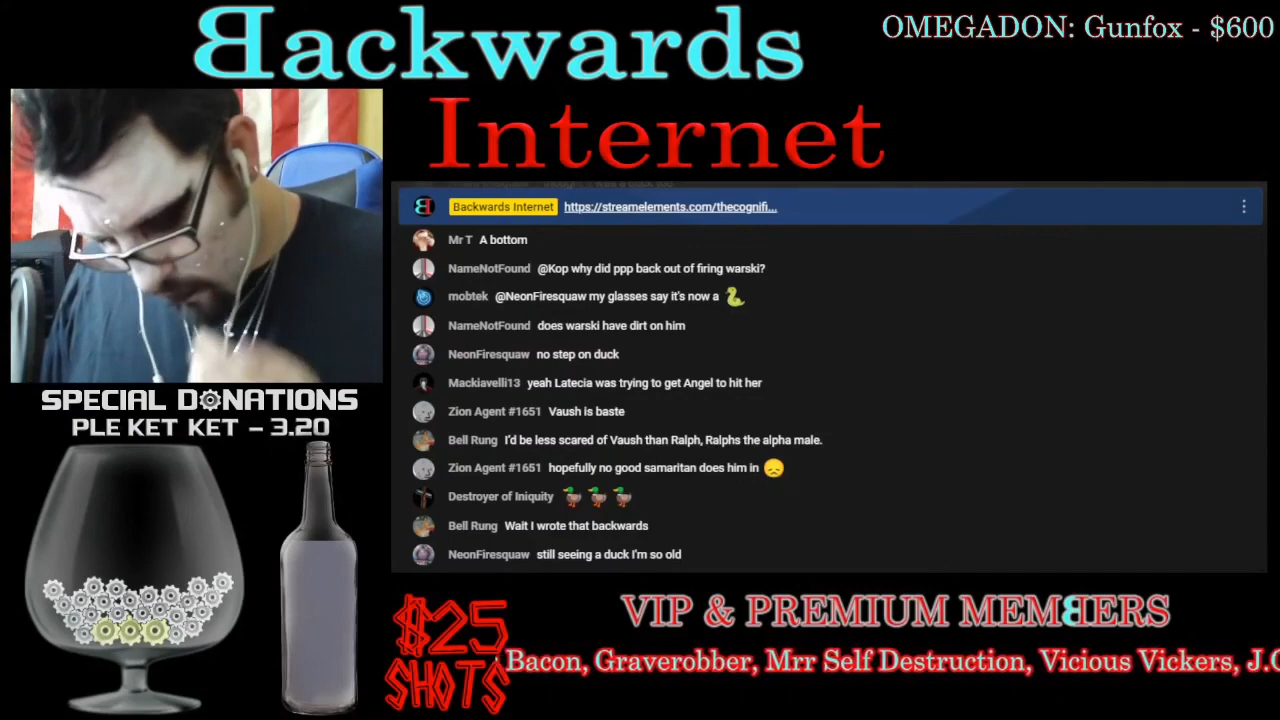 Backwards
Internet
OMEGADON: Gunfox - $600
Backwards Internet https://streamelements.com/thecognifi...
Mr T A bottom
NameNotFound @Kop why did ppp back out of firing warski?
mobtek @NeonFiresquaw my glasses say it's now a 🐍
NameNotFound does warski have dirt on him
NeonFiresquaw no step on duck
Mackiavelli13 yeah Latecia was trying to get Angel to hit her
Zion Agent #1651 Vaush is baste
Bell Rung I'd be less scared of Vaush than Ralph, Ralphs the alpha male.
Zion Agent #1651 hopefully no good samaritan does him in 😞
Destroyer of Iniquity 🦆 🦆 🦆
Bell Rung Wait I wrote that backwards
NeonFiresquaw still seeing a duck I'm so old
SPECIAL DONATIONS
PLE KET KET - 3.20
$25
SHOTS
VIP & PREMIUM MEMBERS
Bacon, Graverobber, Mrr Self Destruction, Vicious Vickers, J.C